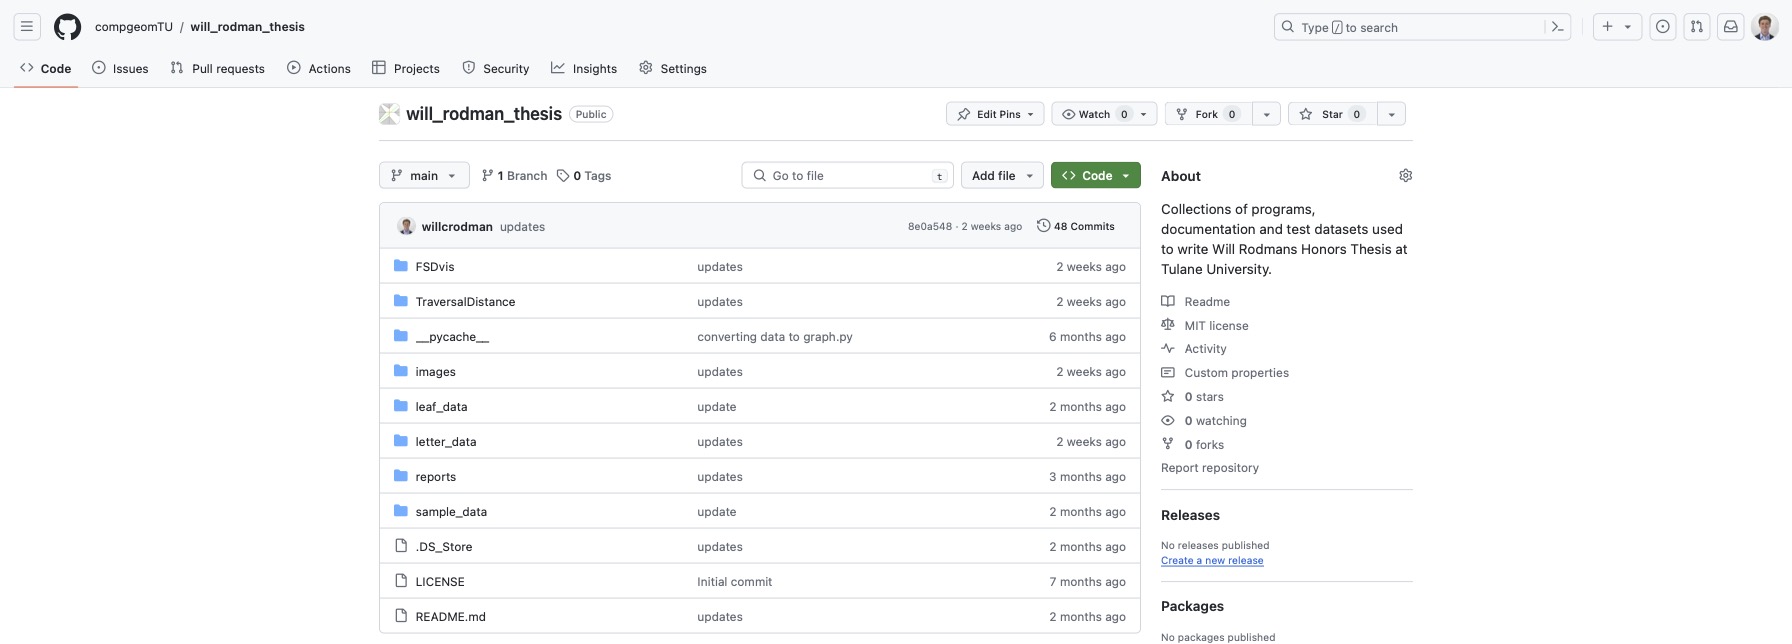 compgeomTU / will_rodman_thesis
Type / to search
Code Issues Pull requests Actions Projects Security Insights Settings
will_rodman_thesis Public
Edit Pins Watch 0 Fork 0 Star 0
main 1 Branch 0 Tags
Go to file t
Add file
Code
willcrodman updates 8e0a548 · 2 weeks ago 48 Commits
FSDvis updates 2 weeks ago
TraversalDistance updates 2 weeks ago
__pycache__ converting data to graph.py 6 months ago
images updates 2 weeks ago
leaf_data update 2 months ago
letter_data updates 2 weeks ago
reports updates 3 months ago
sample_data update 2 months ago
.DS_Store updates 2 months ago
LICENSE Initial commit 7 months ago
README.md updates 2 months ago
About
Collections of programs,
documentation and test datasets used
to write Will Rodmans Honors Thesis at
Tulane University.
Readme
MIT license
Activity
Custom properties
0 stars
0 watching
0 forks
Report repository
Releases
No releases published
Create a new release
Packages
No packages published